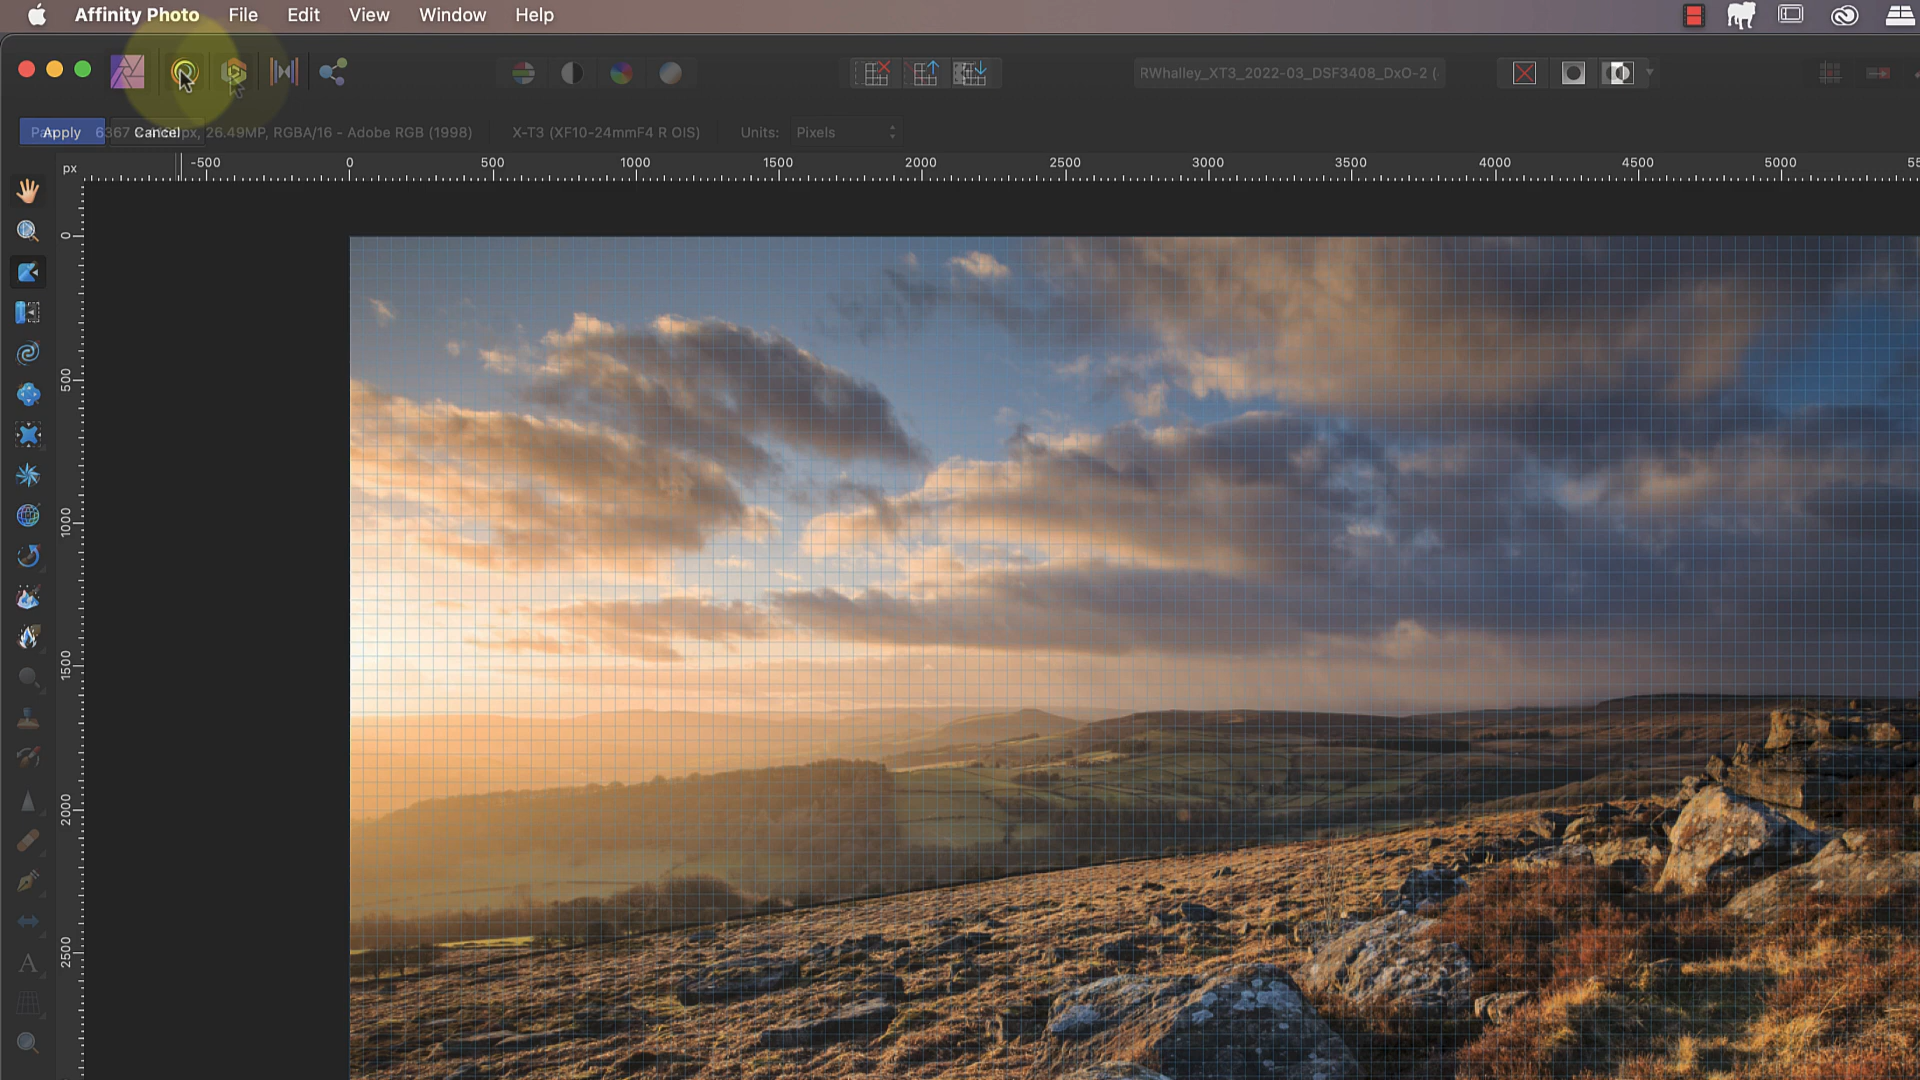 Affinity Photo File Edit View Window Help
RWhalley_XT3_2022-03_DSF3408_DxO-2 (
Apply Cancel px, 26.49MP, RGBA/16 - Adobe RGB (1998) X-T3 (XF10-24mmF4 R OIS) Units: Pixels
px -500 0 500 1000 1500 2000 2500 3000 3500 4000 4500 5000
0
500
1000
1500
2000
2500
A